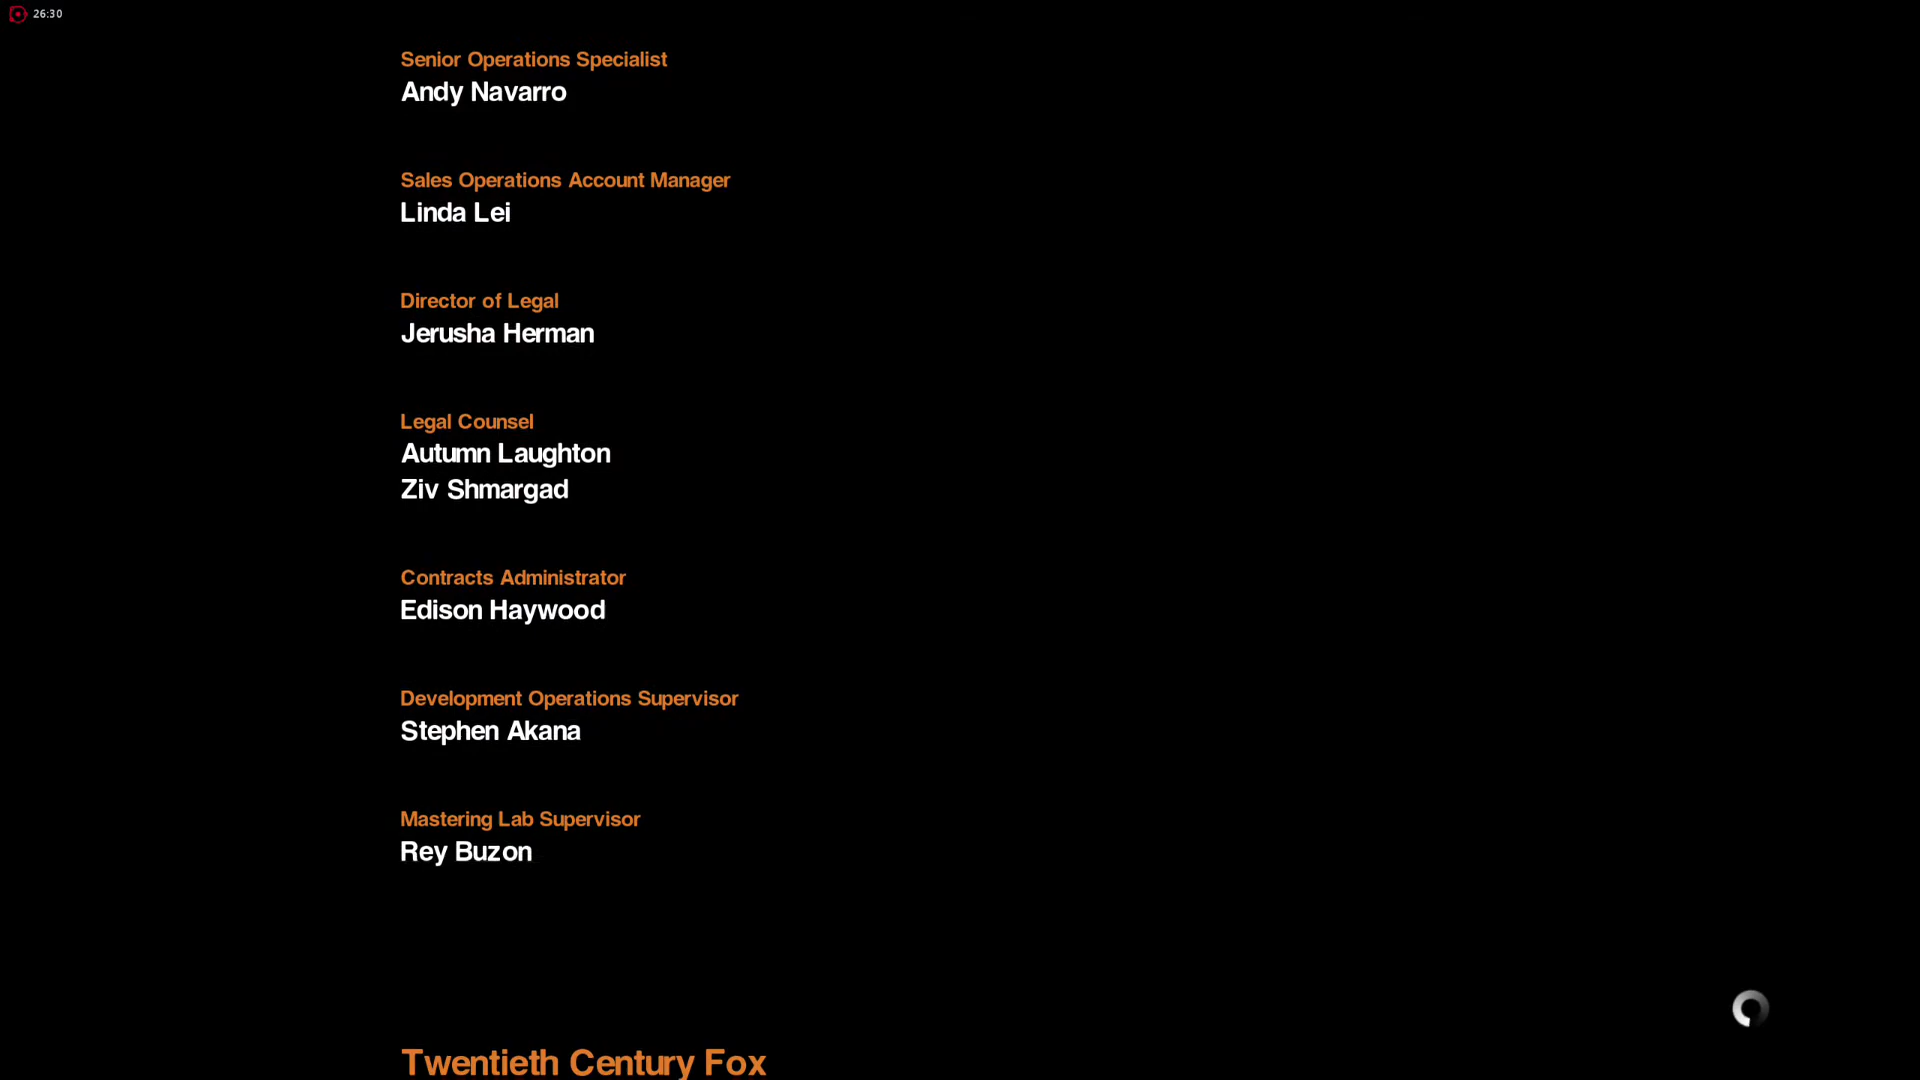 26:30
Senior Operations Specialist
Andy Navarro
Sales Operations Account Manager
Linda Lei
Director of Legal
Jerusha Herman
Legal Counsel
Autumn Laughton
Ziv Shmargad
Contracts Administrator
Edison Haywood
Development Operations Supervisor
Stephen Akana
Mastering Lab Supervisor
Rey Buzon
Twentieth Century Fox